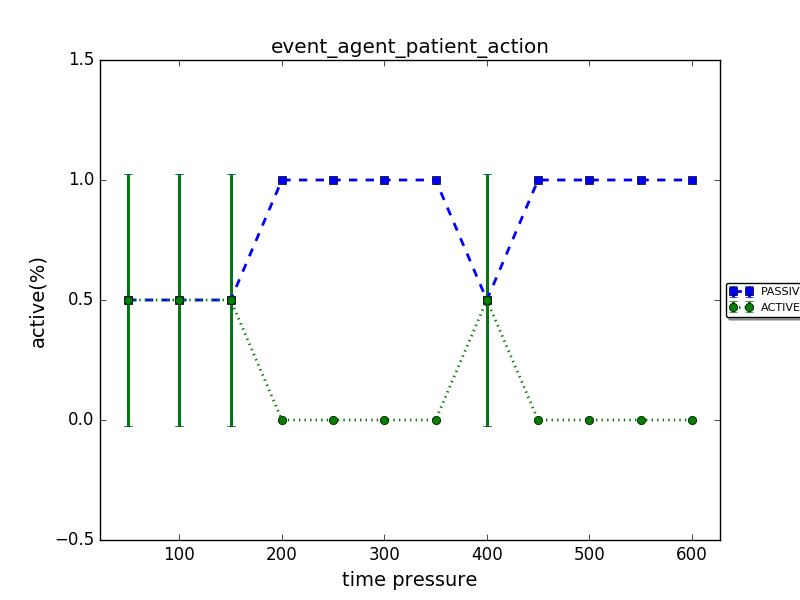 event_agent_patient_action
1.5
1.0
0.5
0.0
−0.5
active(%)
100 200 300 400 500 600
time pressure
PASSIV
ACTIVE